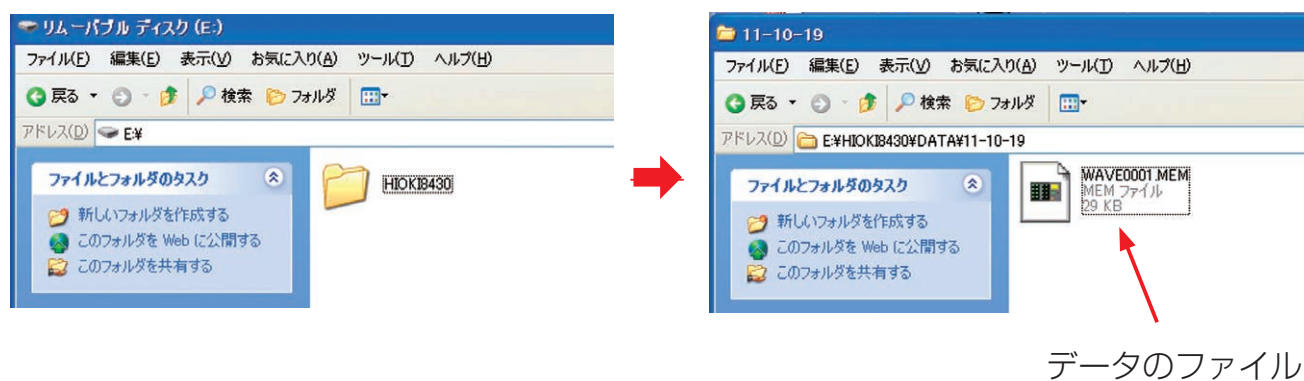 リムーバブル ディスク (E:)
ファイル(F) 編集(E) 表示(V) お気に入り(A) ツール(T) ヘルプ(H)
戻る 検索 フォルダ
アドレス(D) E:¥
ファイルとフォルダのタスク
新しいフォルダを作成する
このフォルダを Web に公開する
このフォルダを共有する
HIOKI8430
11-10-19
ファイル(F) 編集(E) 表示(V) お気に入り(A) ツール(T) ヘルプ(H)
戻る 検索 フォルダ
アドレス(D) E:¥HIOKI8430¥DATA¥11-10-19
ファイルとフォルダのタスク
新しいフォルダを作成する
このフォルダを Web に公開する
このフォルダを共有する
WAVE0001.MEM
MEM ファイル
29 KB
データのファイル